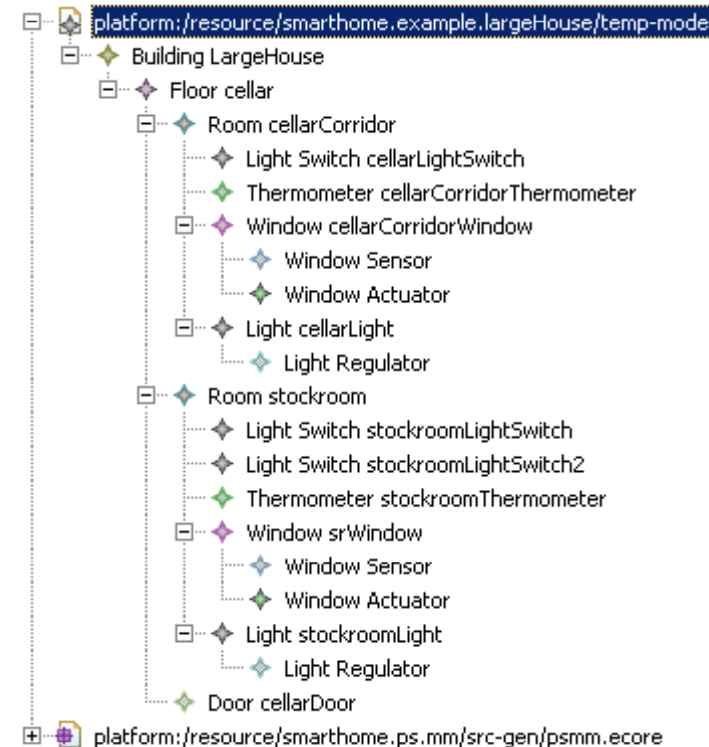 platform:/resource/smarthome.example.largeHouse/temp-mode
Building LargeHouse
Floor cellar
Room cellarCorridor
Light Switch cellarLightSwitch
Thermometer cellarCorridorThermometer
Window cellarCorridorWindow
Window Sensor
Window Actuator
Light cellarLight
Light Regulator
Room stockroom
Light Switch stockroomLightSwitch
Light Switch stockroomLightSwitch2
Thermometer stockroomThermometer
Window srWindow
Window Sensor
Window Actuator
Light stockroomLight
Light Regulator
Door cellarDoor
platform:/resource/smarthome.ps.mm/src-gen/psmm.ecore